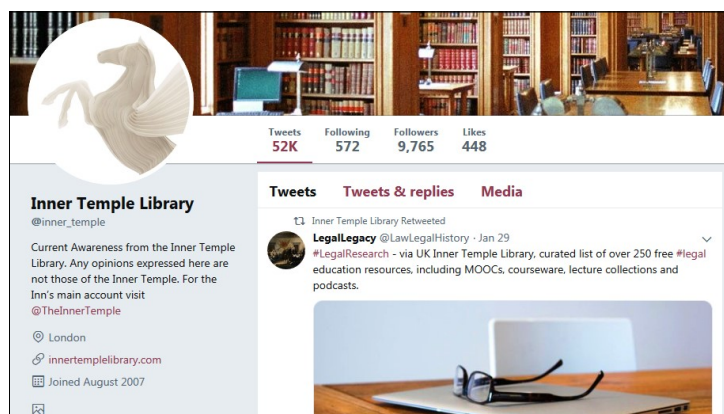 Tweets Following Followers Likes
52K 572 9,765 448
Inner Temple Library
@inner_temple
Current Awareness from the Inner Temple
Library. Any opinions expressed here are
not those of the Inner Temple. For the
Inn's main account visit
@TheInnerTemple
London
innertemplelibrary.com
Joined August 2007
Tweets Tweets & replies Media
Inner Temple Library Retweeted
LegalLegacy @LawLegalHistory · Jan 29
#LegalResearch - via UK Inner Temple Library, curated list of over 250 free #legal
education resources, including MOOCs, courseware, lecture collections and
podcasts.